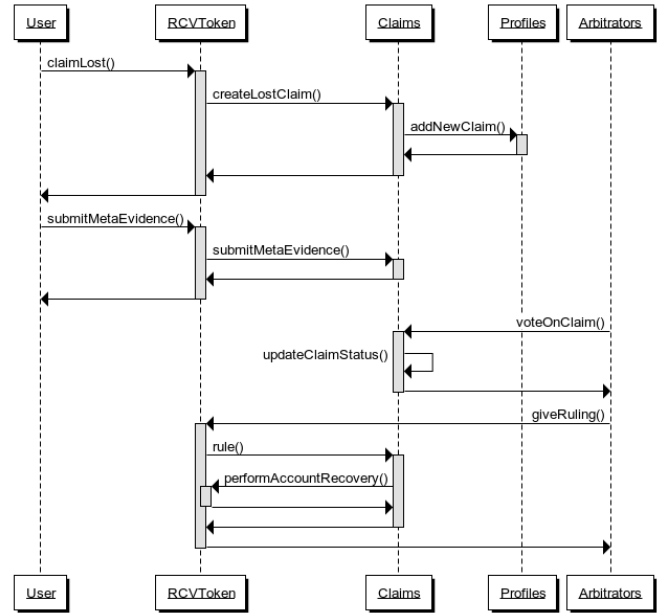 User RCVToken Claims Profiles Arbitrators
claimLost()
createLostClaim()
addNewClaim()
submitMetaEvidence()
submitMetaEvidence()
voteOnClaim()
updateClaimStatus()
giveRuling()
rule()
performAccountRecovery()
User RCVToken Claims Profiles Arbitrators